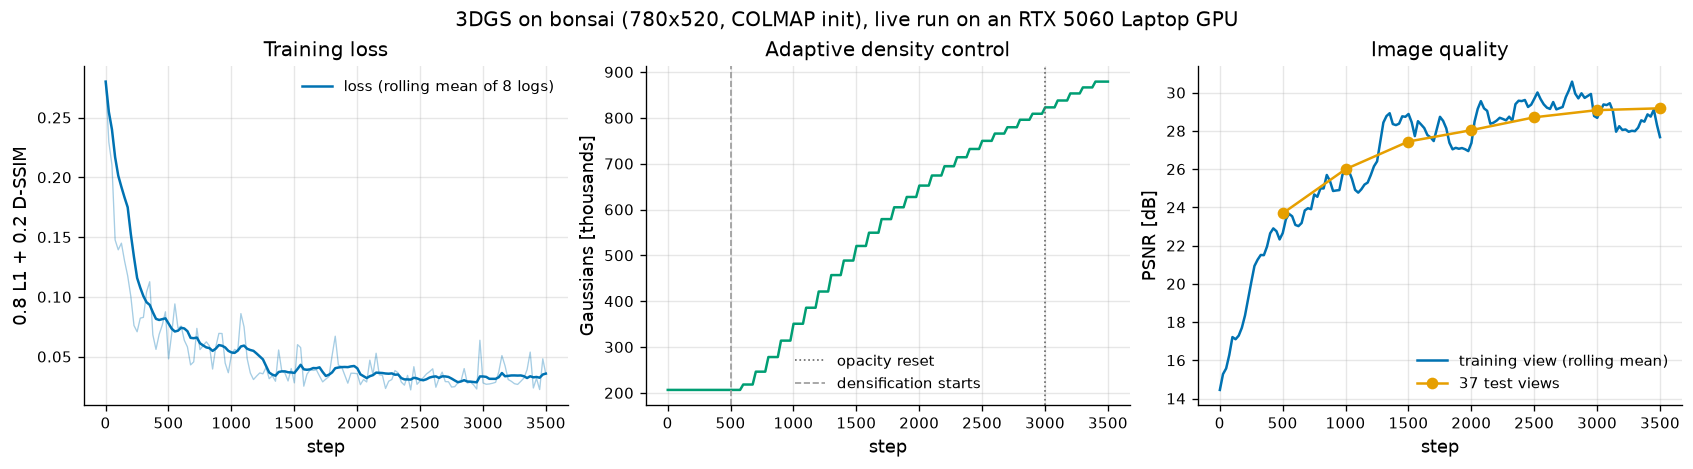 3DGS on bonsai (780x520, COLMAP init), live run on an RTX 5060 Laptop GPU
Training loss
0.8 L1 + 0.2 D-SSIM
0.25
0.20
0.15
0.10
0.05
loss (rolling mean of 8 logs)
0 500 1000 1500 2000 2500 3000 3500
step
Adaptive density control
Gaussians [thousands]
900
800
700
600
500
400
300
200
opacity reset
densification starts
0 500 1000 1500 2000 2500 3000 3500
step
Image quality
PSNR [dB]
30
28
26
24
22
20
18
16
14
training view (rolling mean)
37 test views
0 500 1000 1500 2000 2500 3000 3500
step